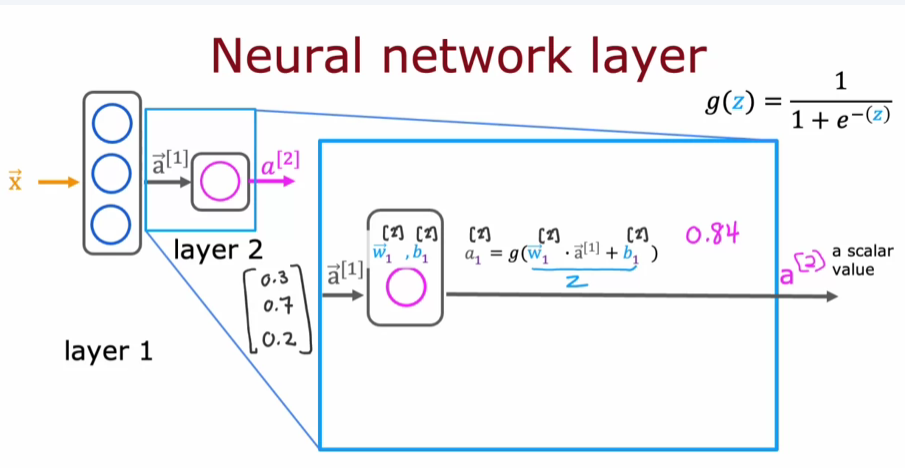 Neural network layer
g(z) = 1 / (1 + e^-(z))
x⃗
a⃗^[1]
a^[2]
layer 2
layer 1
[0.3
0.7
0.2]
a⃗^[1]
w⃗₁^[2] , b₁^[2]
a₁^[2] = g(w⃗₁^[2] · a⃗^[1] + b₁^[2])
z
0.84
a^[2]
a scalar
value